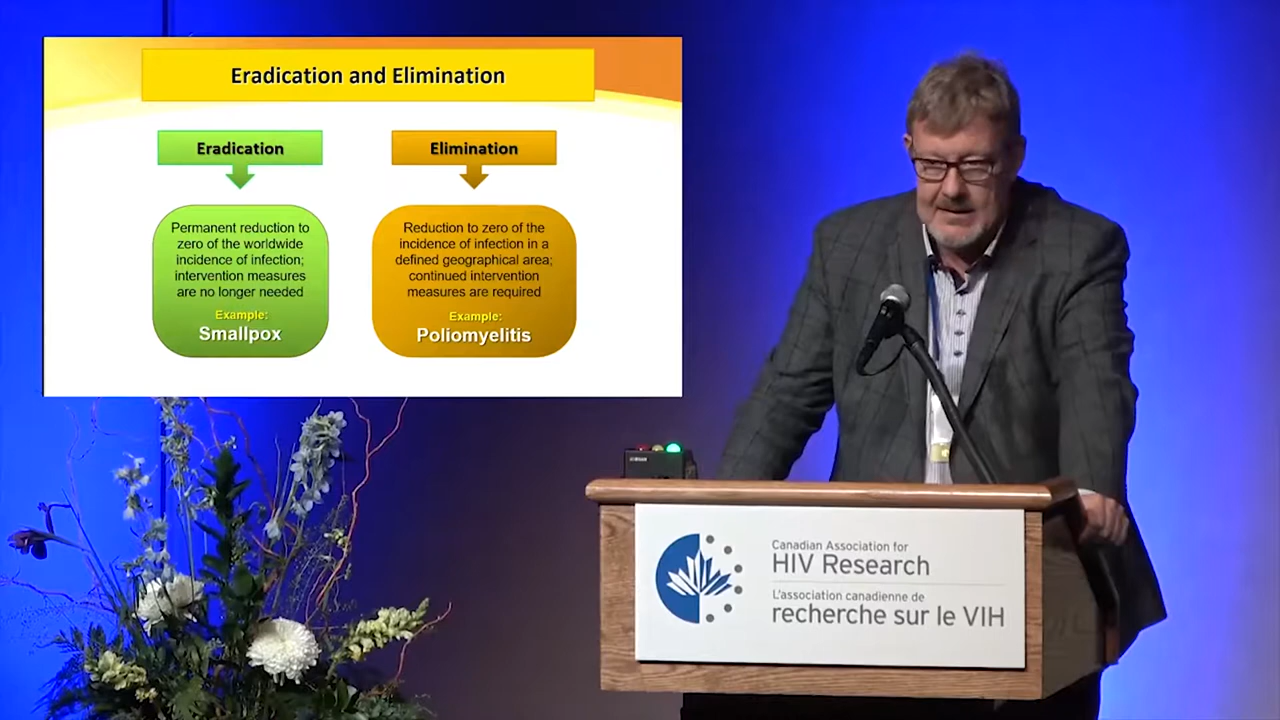 Eradication and Elimination
Eradication
Permanent reduction to
zero of the worldwide
incidence of infection;
intervention measures
are no longer needed
Example:
Smallpox
Elimination
Reduction to zero of the
incidence of infection in a
defined geographical area;
continued intervention
measures are required
Example:
Poliomyelitis
Canadian Association for
HIV Research
L'association canadienne de
recherche sur le VIH